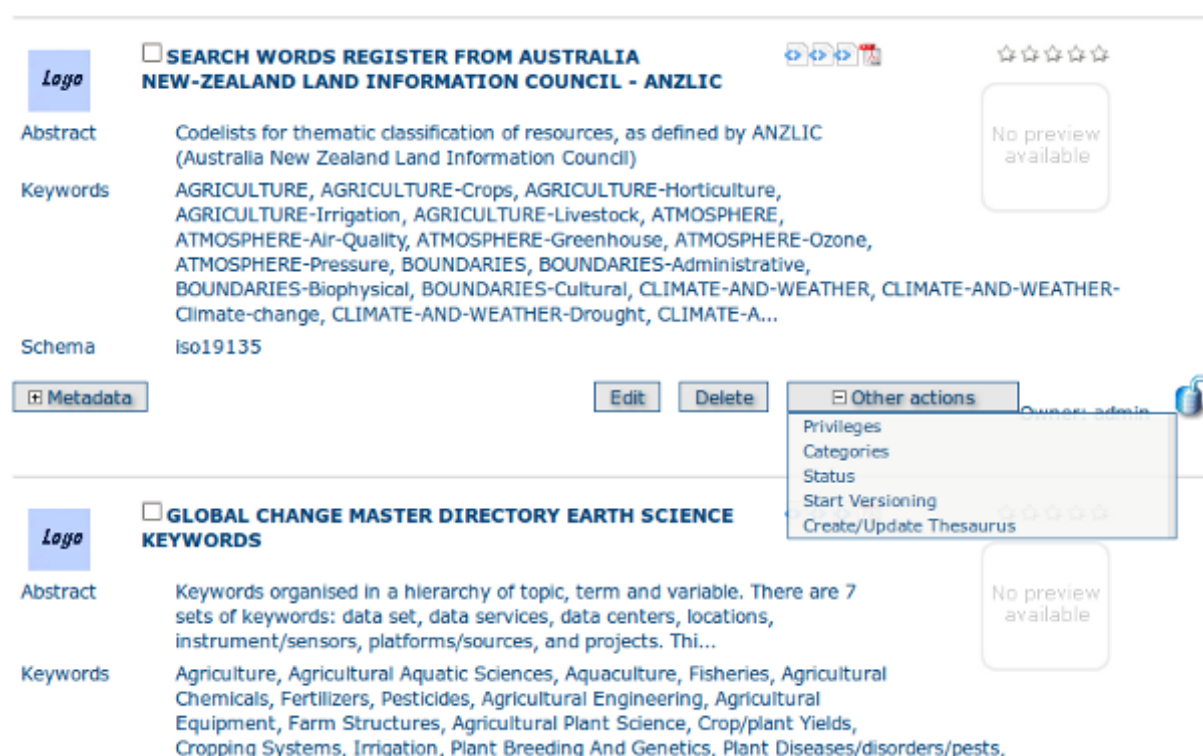 Logo
SEARCH WORDS REGISTER FROM AUSTRALIA
NEW-ZEALAND LAND INFORMATION COUNCIL - ANZLIC
Abstract
Codelists for thematic classification of resources, as defined by ANZLIC
(Australia New Zealand Land Information Council)
No preview
available
Keywords
AGRICULTURE, AGRICULTURE-Crops, AGRICULTURE-Horticulture,
AGRICULTURE-Irrigation, AGRICULTURE-Livestock, ATMOSPHERE,
ATMOSPHERE-Air-Quality, ATMOSPHERE-Greenhouse, ATMOSPHERE-Ozone,
ATMOSPHERE-Pressure, BOUNDARIES, BOUNDARIES-Administrative,
BOUNDARIES-Biophysical, BOUNDARIES-Cultural, CLIMATE-AND-WEATHER, CLIMATE-AND-WEATHER-
Climate-change, CLIMATE-AND-WEATHER-Drought, CLIMATE-A...
Schema iso19135
Metadata Edit Delete Other actions
Owner: admin
Privileges
Categories
Status
Start Versioning
Create/Update Thesaurus
Logo
GLOBAL CHANGE MASTER DIRECTORY EARTH SCIENCE
KEYWORDS
Abstract
Keywords organised in a hierarchy of topic, term and variable. There are 7
sets of keywords: data set, data services, data centers, locations,
instrument/sensors, platforms/sources, and projects. Thi...
No preview
available
Keywords
Agriculture, Agricultural Aquatic Sciences, Aquaculture, Fisheries, Agricultural
Chemicals, Fertilizers, Pesticides, Agricultural Engineering, Agricultural
Equipment, Farm Structures, Agricultural Plant Science, Crop/plant Yields,
Cropping Systems, Irrigation, Plant Breeding And Genetics, Plant Diseases/disorders/pests,